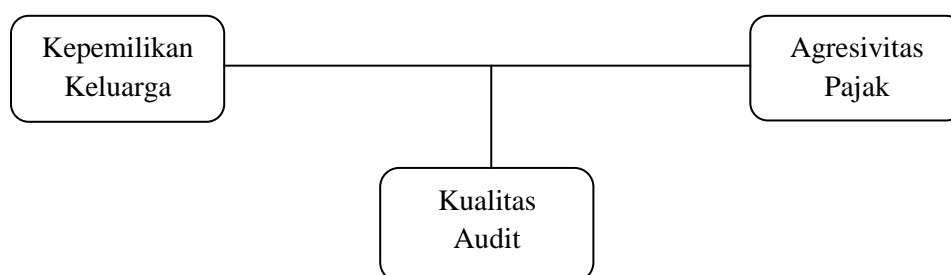 Kepemilikan
Keluarga
Agresivitas
Pajak
Kualitas
Audit